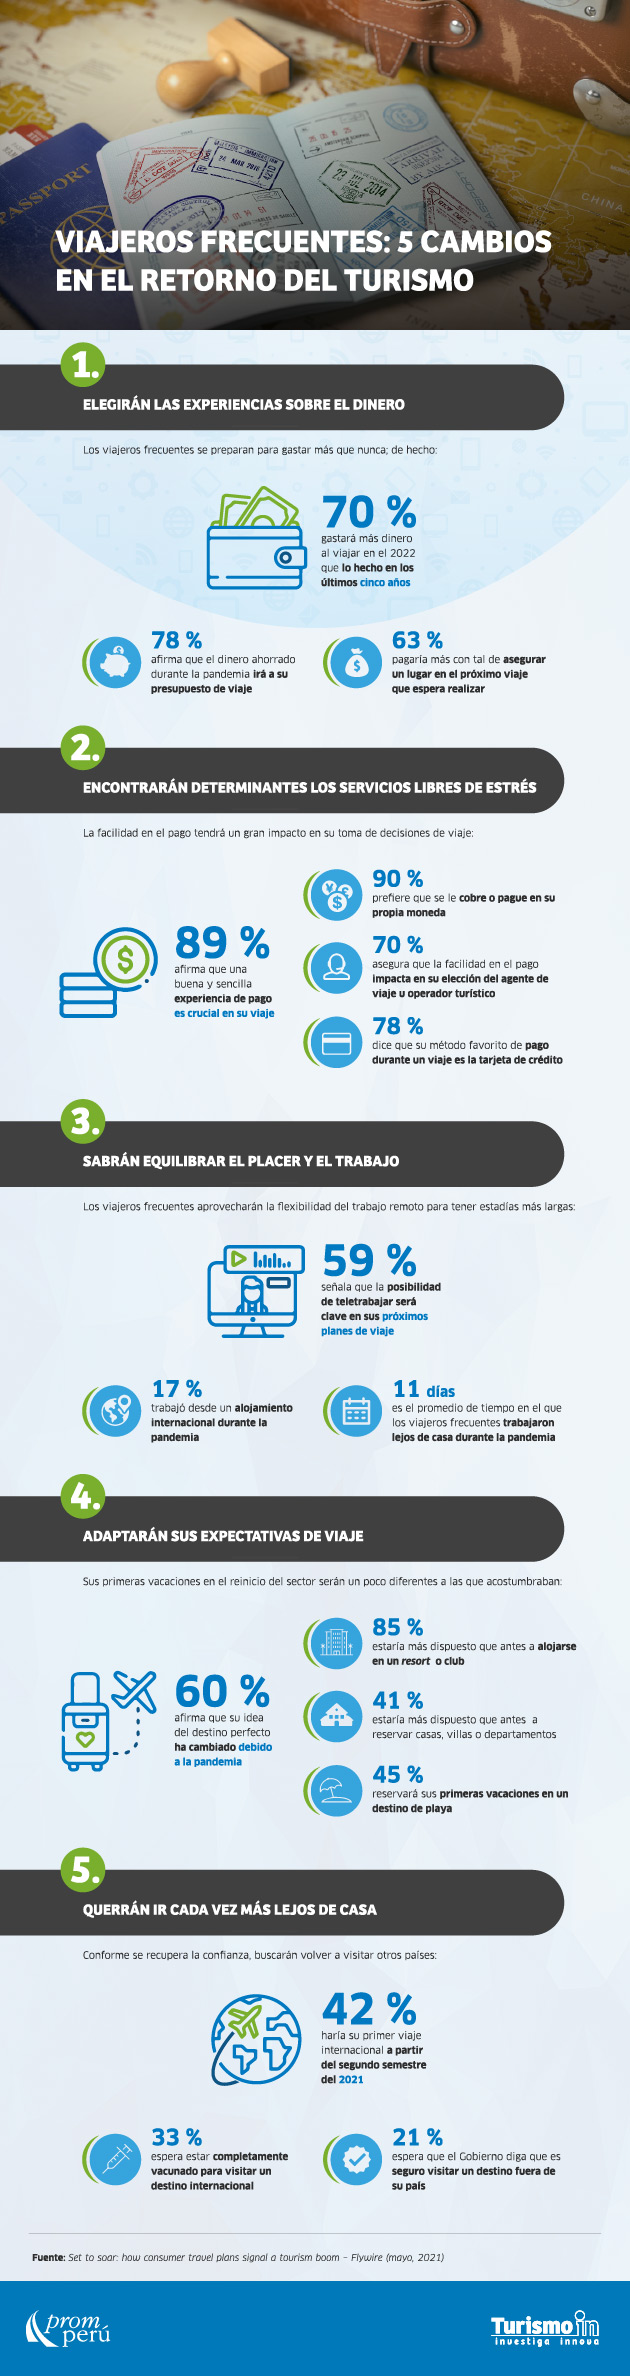 PASSPORT
24 MAR 2016
2014
ARRIVAL
CHINA
VIAJEROS FRECUENTES: 5 CAMBIOS
EN EL RETORNO DEL TURISMO
1.
ELEGIRÁN LAS EXPERIENCIAS SOBRE EL DINERO
Los viajeros frecuentes se preparan para gastar más que nunca; de hecho:
70 %
gastará más dinero
al viajar en el 2022
que lo hecho en los
últimos cinco años
78 %
afirma que el dinero ahorrado
durante la pandemia irá a su
presupuesto de viaje
63 %
pagaría más con tal de asegurar
un lugar en el próximo viaje
que espera realizar
2.
ENCONTRARÁN DETERMINANTES LOS SERVICIOS LIBRES DE ESTRÉS
La facilidad en el pago tendrá un gran impacto en su toma de decisiones de viaje:
89 %
afirma que una
buena y sencilla
experiencia de pago
es crucial en su viaje
90 %
prefiere que se le cobre o pague en su
propia moneda
70 %
asegura que la facilidad en el pago
impacta en su elección del agente de
viaje u operador turístico
78 %
dice que su método favorito de pago
durante un viaje es la tarjeta de crédito
3.
SABRÁN EQUILIBRAR EL PLACER Y EL TRABAJO
Los viajeros frecuentes aprovecharán la flexibilidad del trabajo remoto para tener estadías más largas:
59 %
señala que la posibilidad
de teletrabajar será
clave en sus próximos
planes de viaje
17 %
trabajó desde un alojamiento
internacional durante la
pandemia
11 días
es el promedio de tiempo en el que
los viajeros frecuentes trabajaron
lejos de casa durante la pandemia
4.
ADAPTARÁN SUS EXPECTATIVAS DE VIAJE
Sus primeras vacaciones en el reinicio del sector serán un poco diferentes a las que acostumbraban:
60 %
afirma que su idea
del destino perfecto
ha cambiado debido
a la pandemia
85 %
estaría más dispuesto que antes a alojarse
en un resort o club
41 %
estaría más dispuesto que antes a
reservar casas, villas o departamentos
45 %
reservará sus primeras vacaciones en un
destino de playa
5.
QUERRÁN IR CADA VEZ MÁS LEJOS DE CASA
Conforme se recupera la confianza, buscarán volver a visitar otros países:
42 %
haría su primer viaje
internacional a partir
del segundo semestre
del 2021
33 %
espera estar completamente
vacunado para visitar un
destino internacional
21 %
espera que el Gobierno diga que es
seguro visitar un destino fuera de
su país
Fuente: Set to soar: how consumer travel plans signal a tourism boom – Flywire (mayo, 2021)
prom
perú
Turismo in
investiga innova